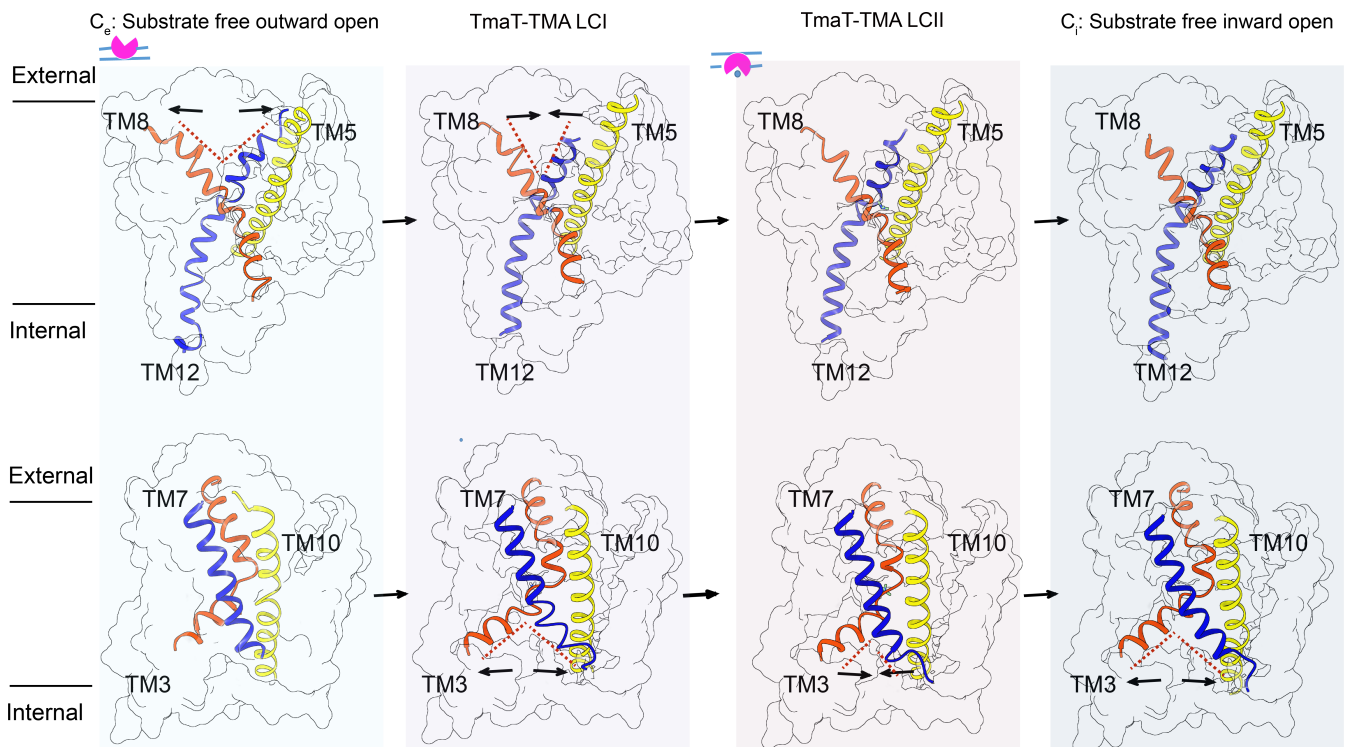 Ce: Substrate free outward open
TmaT-TMA LCI
TmaT-TMA LCII
Ci: Substrate free inward open
External
TM8
TM5
TM8
TM5
TM8
TM5
TM8
TM5
Internal
TM12
TM12
TM12
TM12
External
TM7
TM10
TM7
TM10
TM7
TM10
TM7
TM10
TM3
TM3
TM3
TM3
Internal